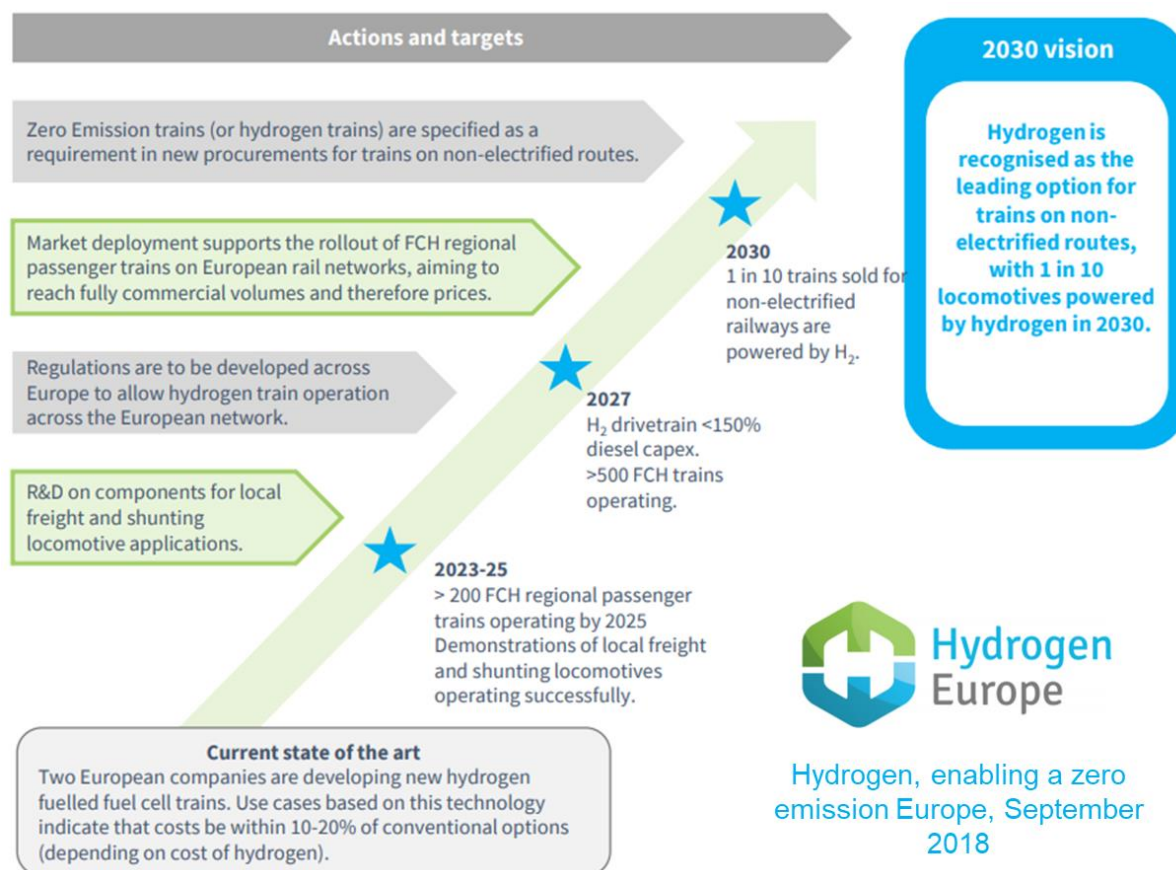 Actions and targets
2030 vision
Hydrogen is
recognised as the
leading option for
trains on non-
electrified routes,
with 1 in 10
locomotives powered
by hydrogen in 2030.
Zero Emission trains (or hydrogen trains) are specified as a
requirement in new procurements for trains on non-electrified routes.
Market deployment supports the rollout of FCH regional
passenger trains on European rail networks, aiming to
reach fully commercial volumes and therefore prices.
Regulations are to be developed across
Europe to allow hydrogen train operation
across the European network.
R&D on components for local
freight and shunting
locomotive applications.
2030
1 in 10 trains sold for
non-electrified
railways are
powered by H₂.
2027
H₂ drivetrain <150%
diesel capex.
>500 FCH trains
operating.
2023-25
> 200 FCH regional passenger
trains operating by 2025
Demonstrations of local freight
and shunting locomotives
operating successfully.
Current state of the art
Two European companies are developing new hydrogen
fuelled fuel cell trains. Use cases based on this technology
indicate that costs be within 10-20% of conventional options
(depending on cost of hydrogen).
Hydrogen
Europe
Hydrogen, enabling a zero
emission Europe, September
2018